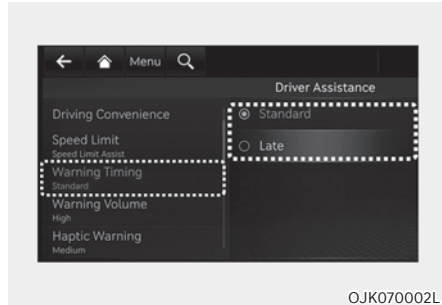 Menu
Driver Assistance
Driving Convenience
Standard
Speed Limit
Speed Limit Assist
Late
Warning Timing
Standard
Warning Volume
High
Haptic Warning
Medium
OJK070002L